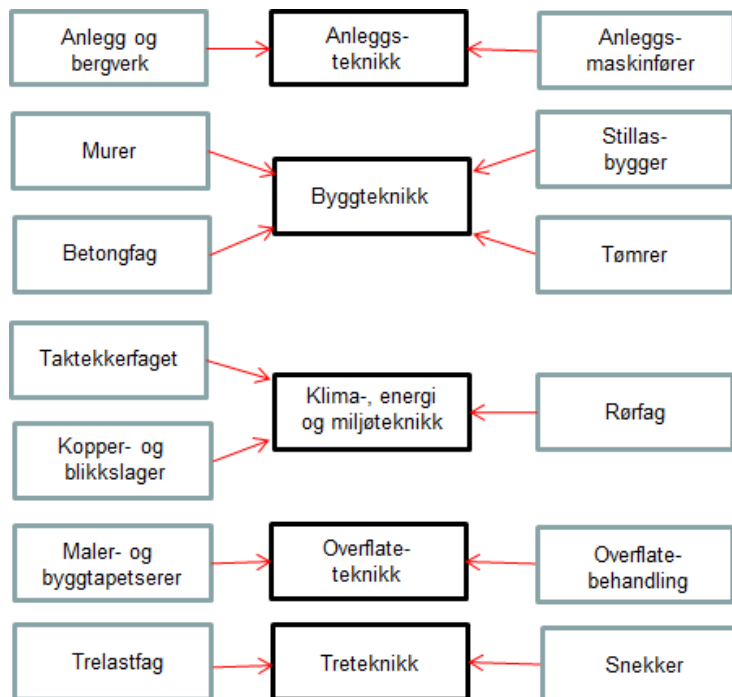 Anlegg og
bergverk
Anleggs-
teknikk
Anleggs-
maskinfører
Murer
Stillas-
bygger
Byggteknikk
Betongfag
Tømrer
Taktekkerfaget
Klima-, energi
og miljøteknikk
Rørfag
Kopper- og
blikkslager
Maler- og
byggtapetserer
Overflate-
teknikk
Overflate-
behandling
Trelastfag
Treteknikk
Snekker